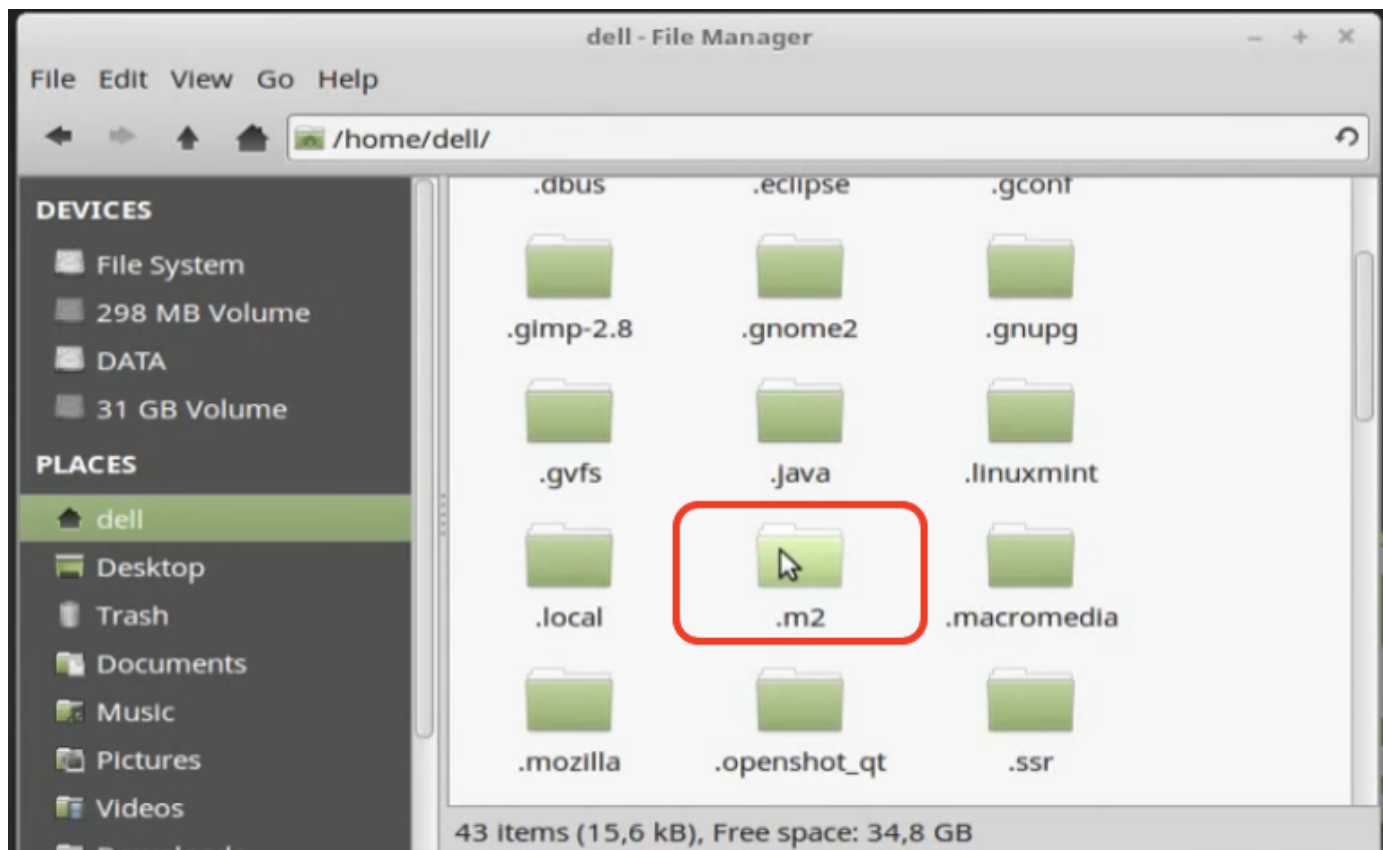 dell - File Manager
File Edit View Go Help
/home/dell/
DEVICES
File System
298 MB Volume
DATA
31 GB Volume
PLACES
dell
Desktop
Trash
Documents
Music
Pictures
Videos
.dbus .eclipse .gconf
.gimp-2.8 .gnome2 .gnupg
.gvfs .java .linuxmint
.local .m2 .macromedia
.mozilla .openshot_qt .ssr
43 items (15,6 kB), Free space: 34,8 GB